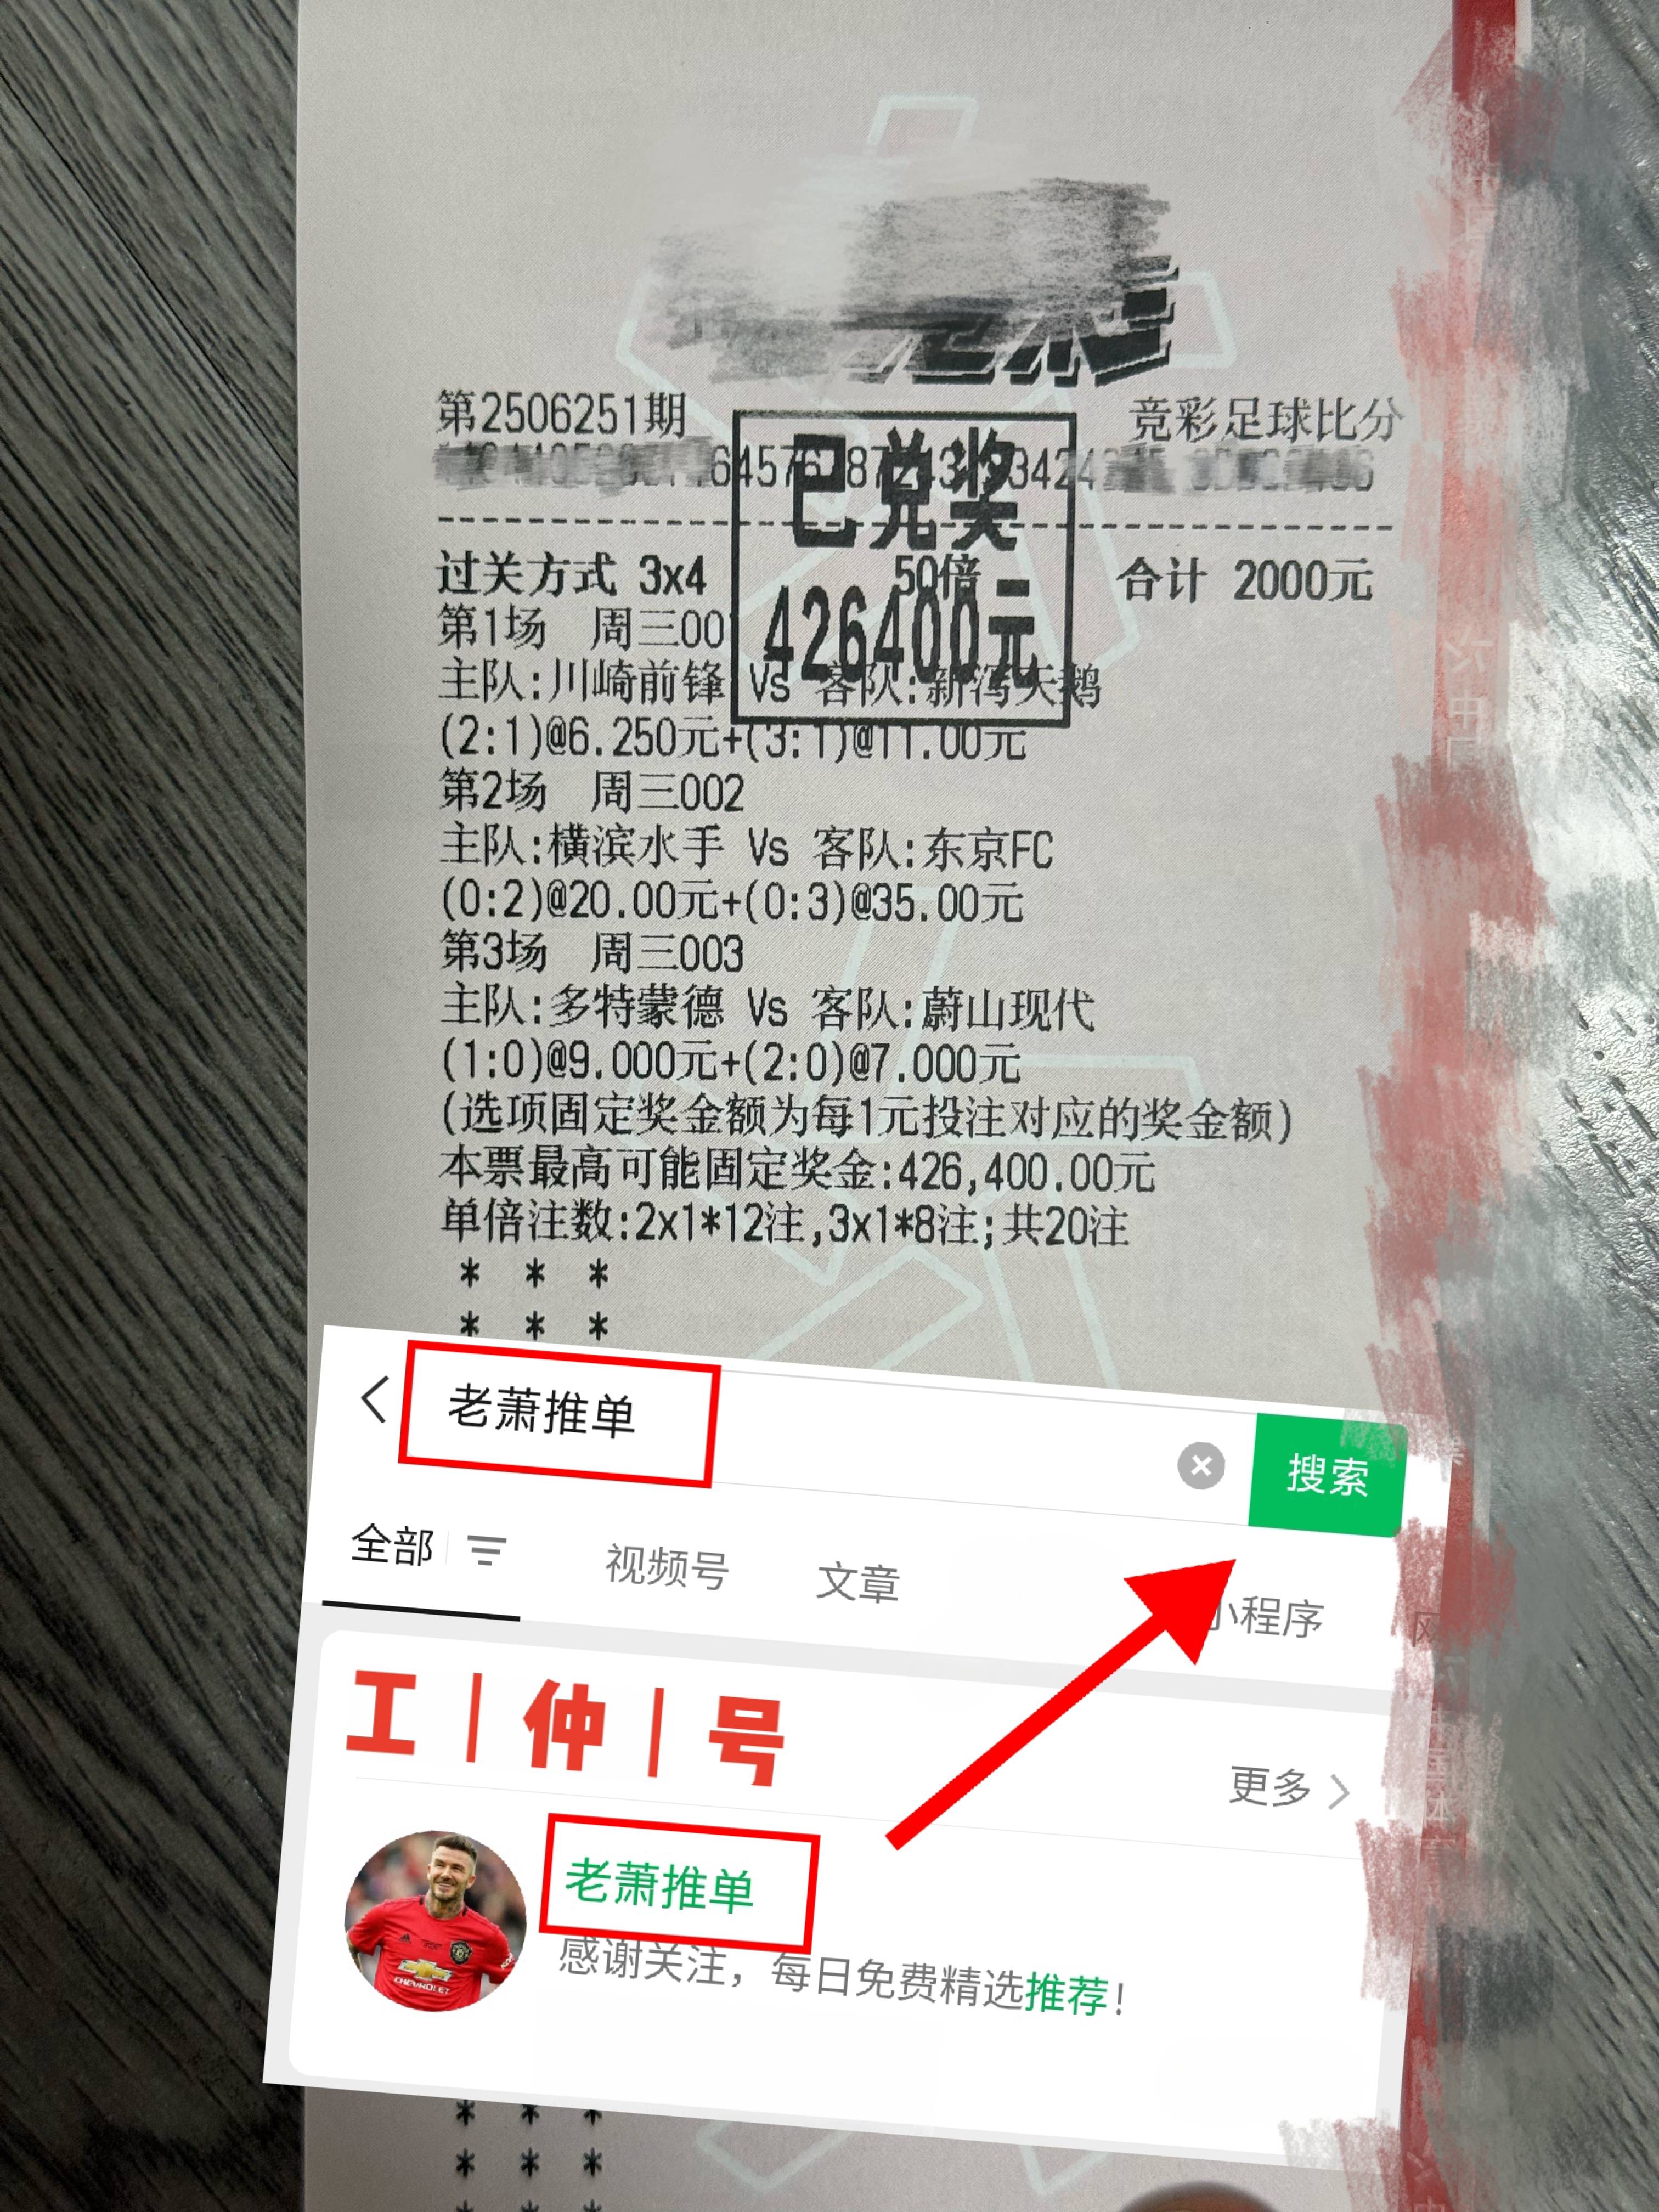 第2506251期
竞彩足球比分
已兑奖
426400元
过关方式 3x4 50倍 合计 2000元
第1场 周三00
主队:川崎前锋 Vs 客队:新泻天鹅
(2:1)@6.250元+(3:1)@11.00元
第2场 周三002
主队:横滨水手 Vs 客队:东京FC
(0:2)@20.00元+(0:3)@35.00元
第3场 周三003
主队:多特蒙德 Vs 客队:蔚山现代
(1:0)@9.000元+(2:0)@7.000元
(选项固定奖金额为每1元投注对应的奖金额)
本票最高可能固定奖金:426,400.00元
单倍注数:2x1*12注,3x1*8注;共20注
* * *
* * *
老萧推单
搜索
全部 视频号 文章 小程序
工|仲|号
更多
老萧推单
感谢关注，每日免费精选推荐！
CHEVROLET
* * *
* * *
* * *